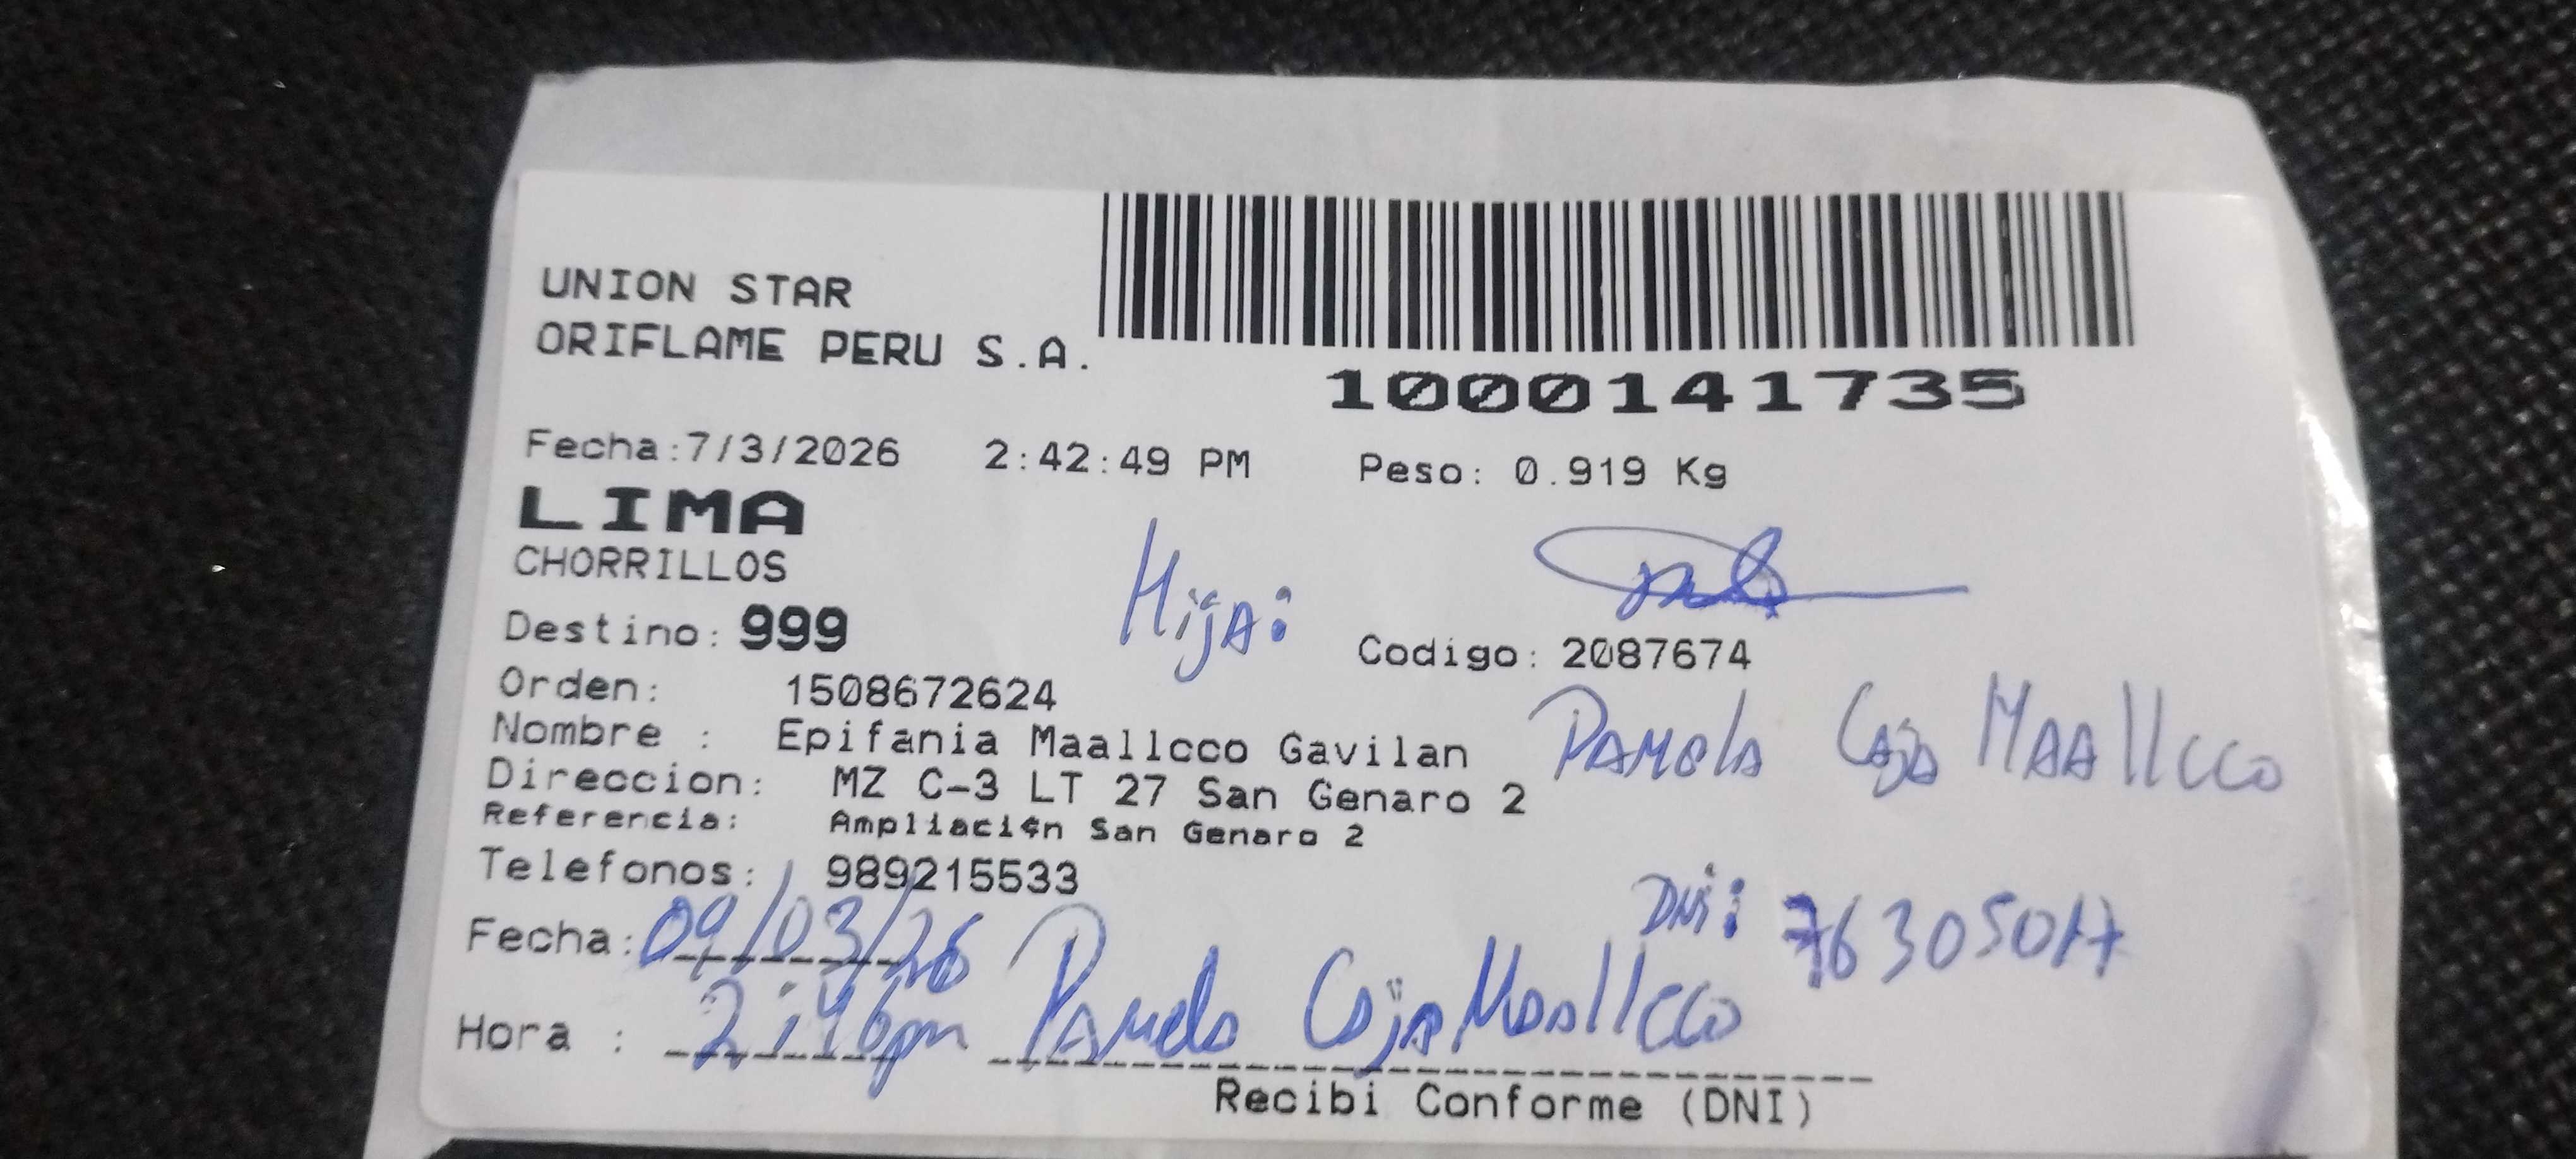 UNION STAR
ORIFLAME PERU S.A.
1000141735
Fecha:7/3/2026 2:42:49 PM Peso: 0.919 Kg
LIMA
CHORRILLOS
Hija:
Destino: 999
Codigo: 2087674
Orden: 1508672624
Nombre : Epifania Maallcco Gavilan
Pamela Caja Maallcco
Direccion: MZ C-3 LT 27 San Genaro 2
Referencia: Ampliaci¢n San Genaro 2
Telefonos: 989215533
DNi:
Fecha: 09/03/26
Hora : 2:46pm Pamela Caja Maallcco
Recibi Conforme (DNI)